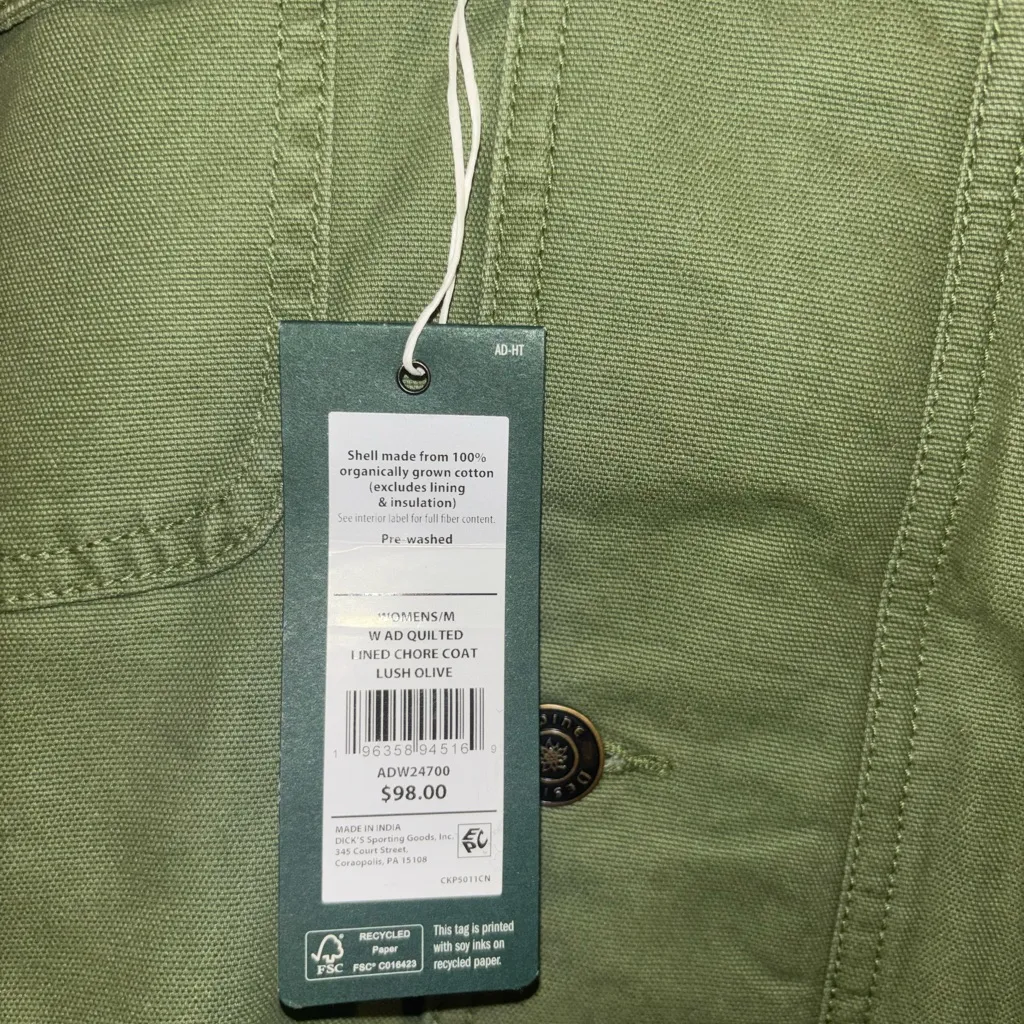 AD-HT
Shell made from 100%
organically grown cotton
(excludes lining
& insulation)
See interior label for full fiber content.
Pre-washed
WOMENS/M
W AD QUILTED
LINED CHORE COAT
LUSH OLIVE
1 96358 94516 9
ADW24700
$98.00
MADE IN INDIA
DICK'S Sporting Goods, Inc.
345 Court Street.
Coraopolis, PA 15108
EPC
CKP5011CN
RECYCLED
Paper
FSC
FSC® C016423
This tag is printed
with soy inks on
recycled paper.